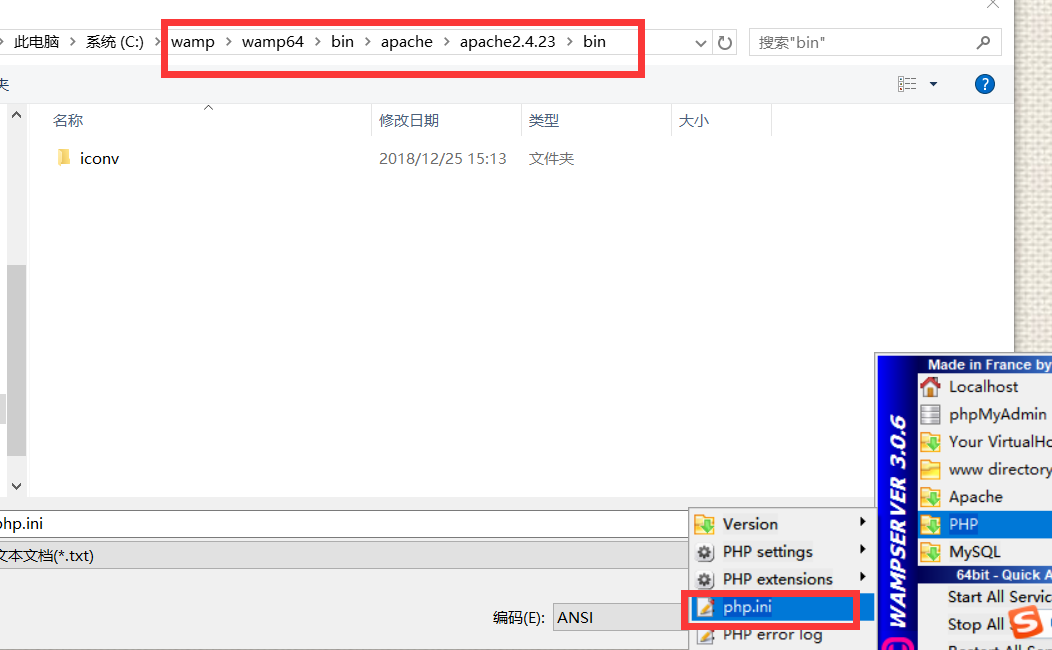 此电脑 > 系统 (C:) > wamp > wamp64 > bin > apache > apache2.4.23 > bin
搜索"bin"
夹
?
名称 修改日期 类型 大小
iconv 2018/12/25 15:13 文件夹
php.ini
文本文档(*.txt)
编码(E): ANSI
Version
PHP settings
PHP extensions
php.ini
PHP error log
WAMPSERVER 3.0.6
Made in France by
Localhost
phpMyAdmin
Your VirtualHo
www directory
Apache
PHP
MySQL
64bit - Quick A
Start All Servic
Stop All
S
Restart All Ser